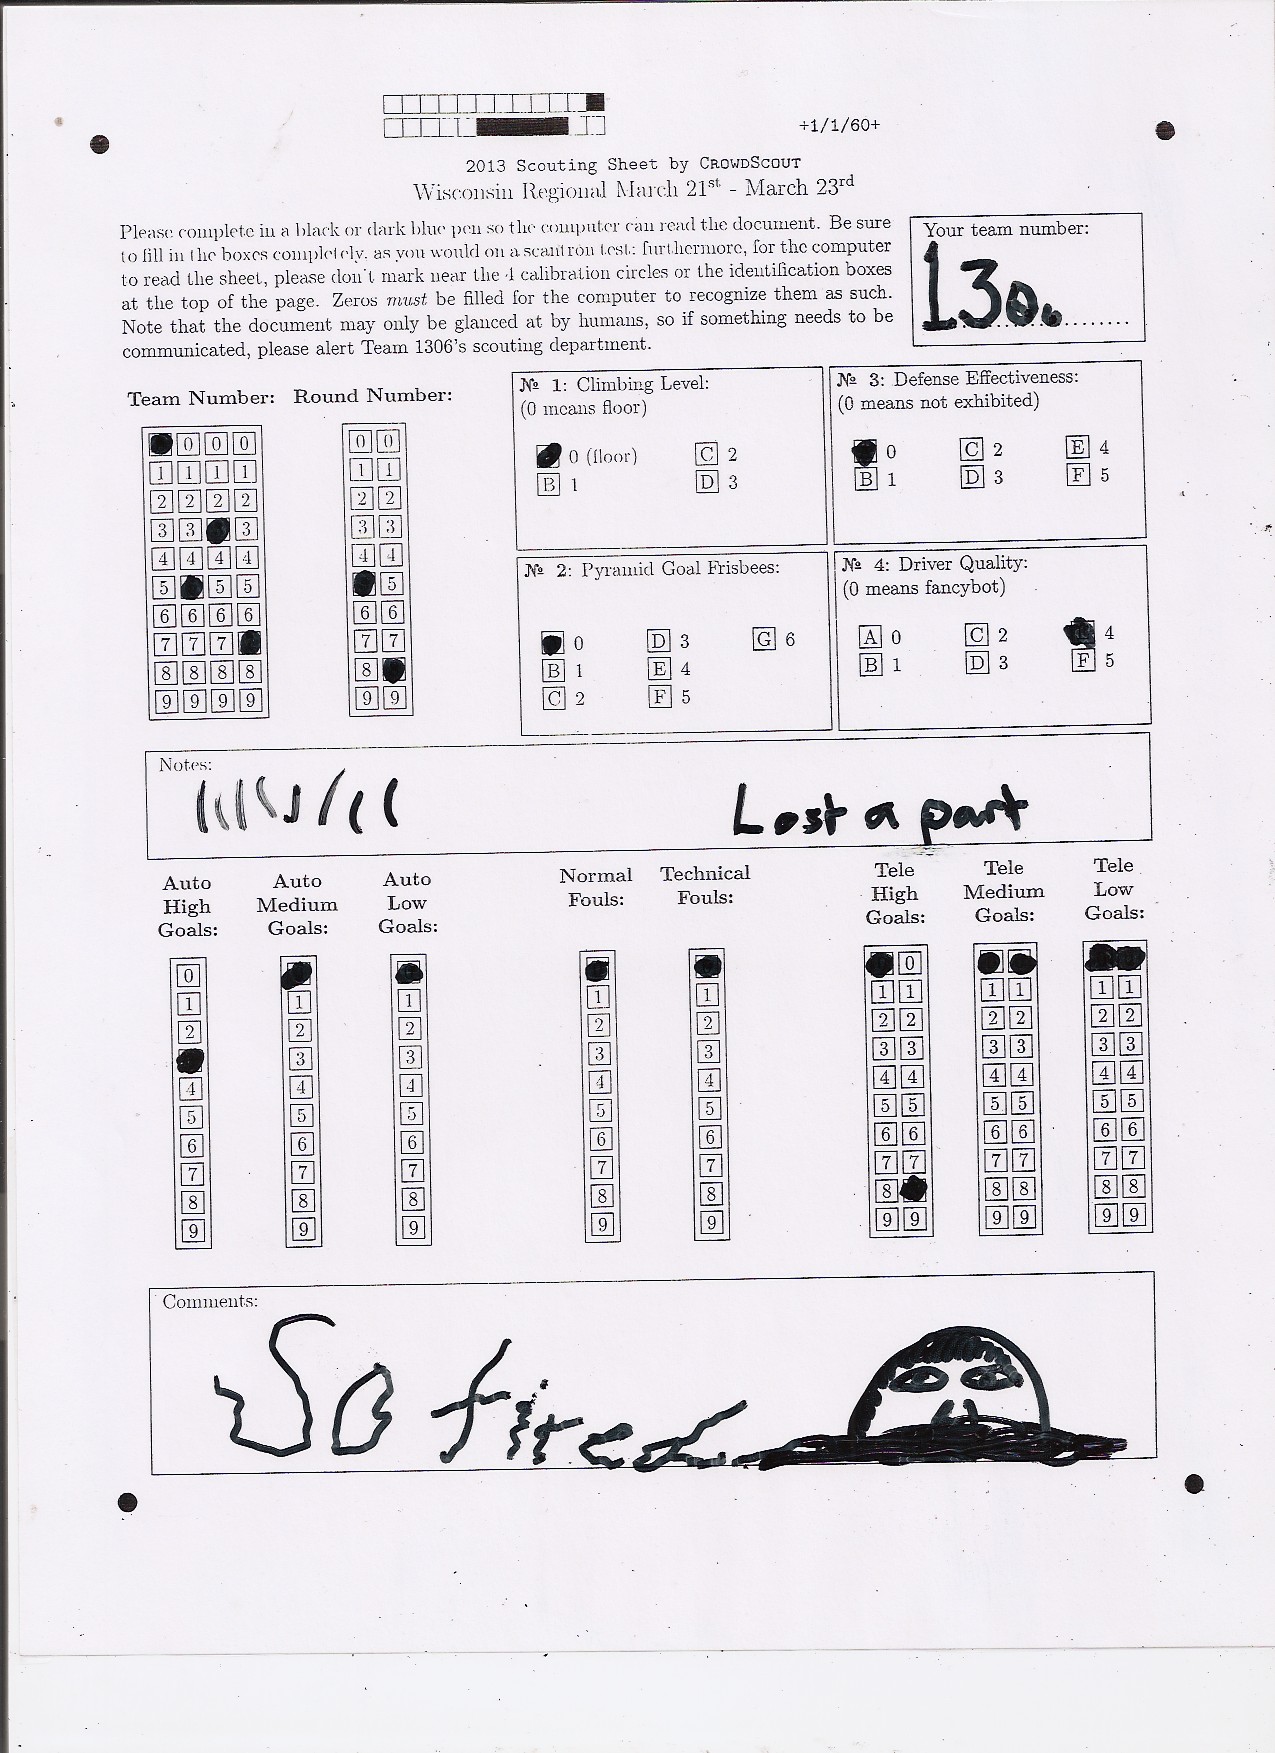 +1/1/60+
2013 Scouting Sheet by CROWDSCOUT
Wisconsin Regional March 21st - March 23rd
Please complete in a black or dark blue pen so the computer can read the document. Be sure
to fill in the boxes completely, as you would on a scantron test; furthermore, for the computer
to read the sheet, please don't mark near the 4 calibration circles or the identification boxes
at the top of the page. Zeros must be filled for the computer to recognize them as such.
Note that the document may only be glanced at by humans, so if something needs to be
communicated, please alert Team 1306's scouting department.
Your team number:
1306
Team Number: Round Number:
0 0 0 0 0
1 1 1 1 1 1
2 2 2 2 2 2
3 3 3 3 3
4 4 4 4 4 4
5 5 5 5
6 6 6 6 6 6
7 7 7 7 7
8 8 8 8 8
9 9 9 9 9 9
№ 1: Climbing Level:
(0 means floor)
0 (floor) C 2
B 1 D 3
№ 3: Defense Effectiveness:
(0 means not exhibited)
0 C 2 E 4
B 1 D 3 F 5
№ 2: Pyramid Goal Frisbees:
0 D 3 G 6
B 1 E 4
C 2 F 5
№ 4: Driver Quality:
(0 means fancybot)
A 0 C 2 4
B 1 D 3 F 5
Notes:
Lost a part
Auto High Goals:
Auto Medium Goals:
Auto Low Goals:
Normal Fouls:
Technical Fouls:
Tele High Goals:
Tele Medium Goals:
Tele Low Goals:
0 0
1 1 1 1 1 1 1 1 1 1 1
2 2 2 2 2 2 2 2 2 2 2
3 3 3 3 3 3 3 3 3 3
4 4 4 4 4 4 4 4 4 4 4
5 5 5 5 5 5 5 5 5 5 5
6 6 6 6 6 6 6 6 6 6 6
7 7 7 7 7 7 7 7 7 7 7
8 8 8 8 8 8 8 8 8 8
9 9 9 9 9 9 9 9 9 9 9
Comments:
So tired